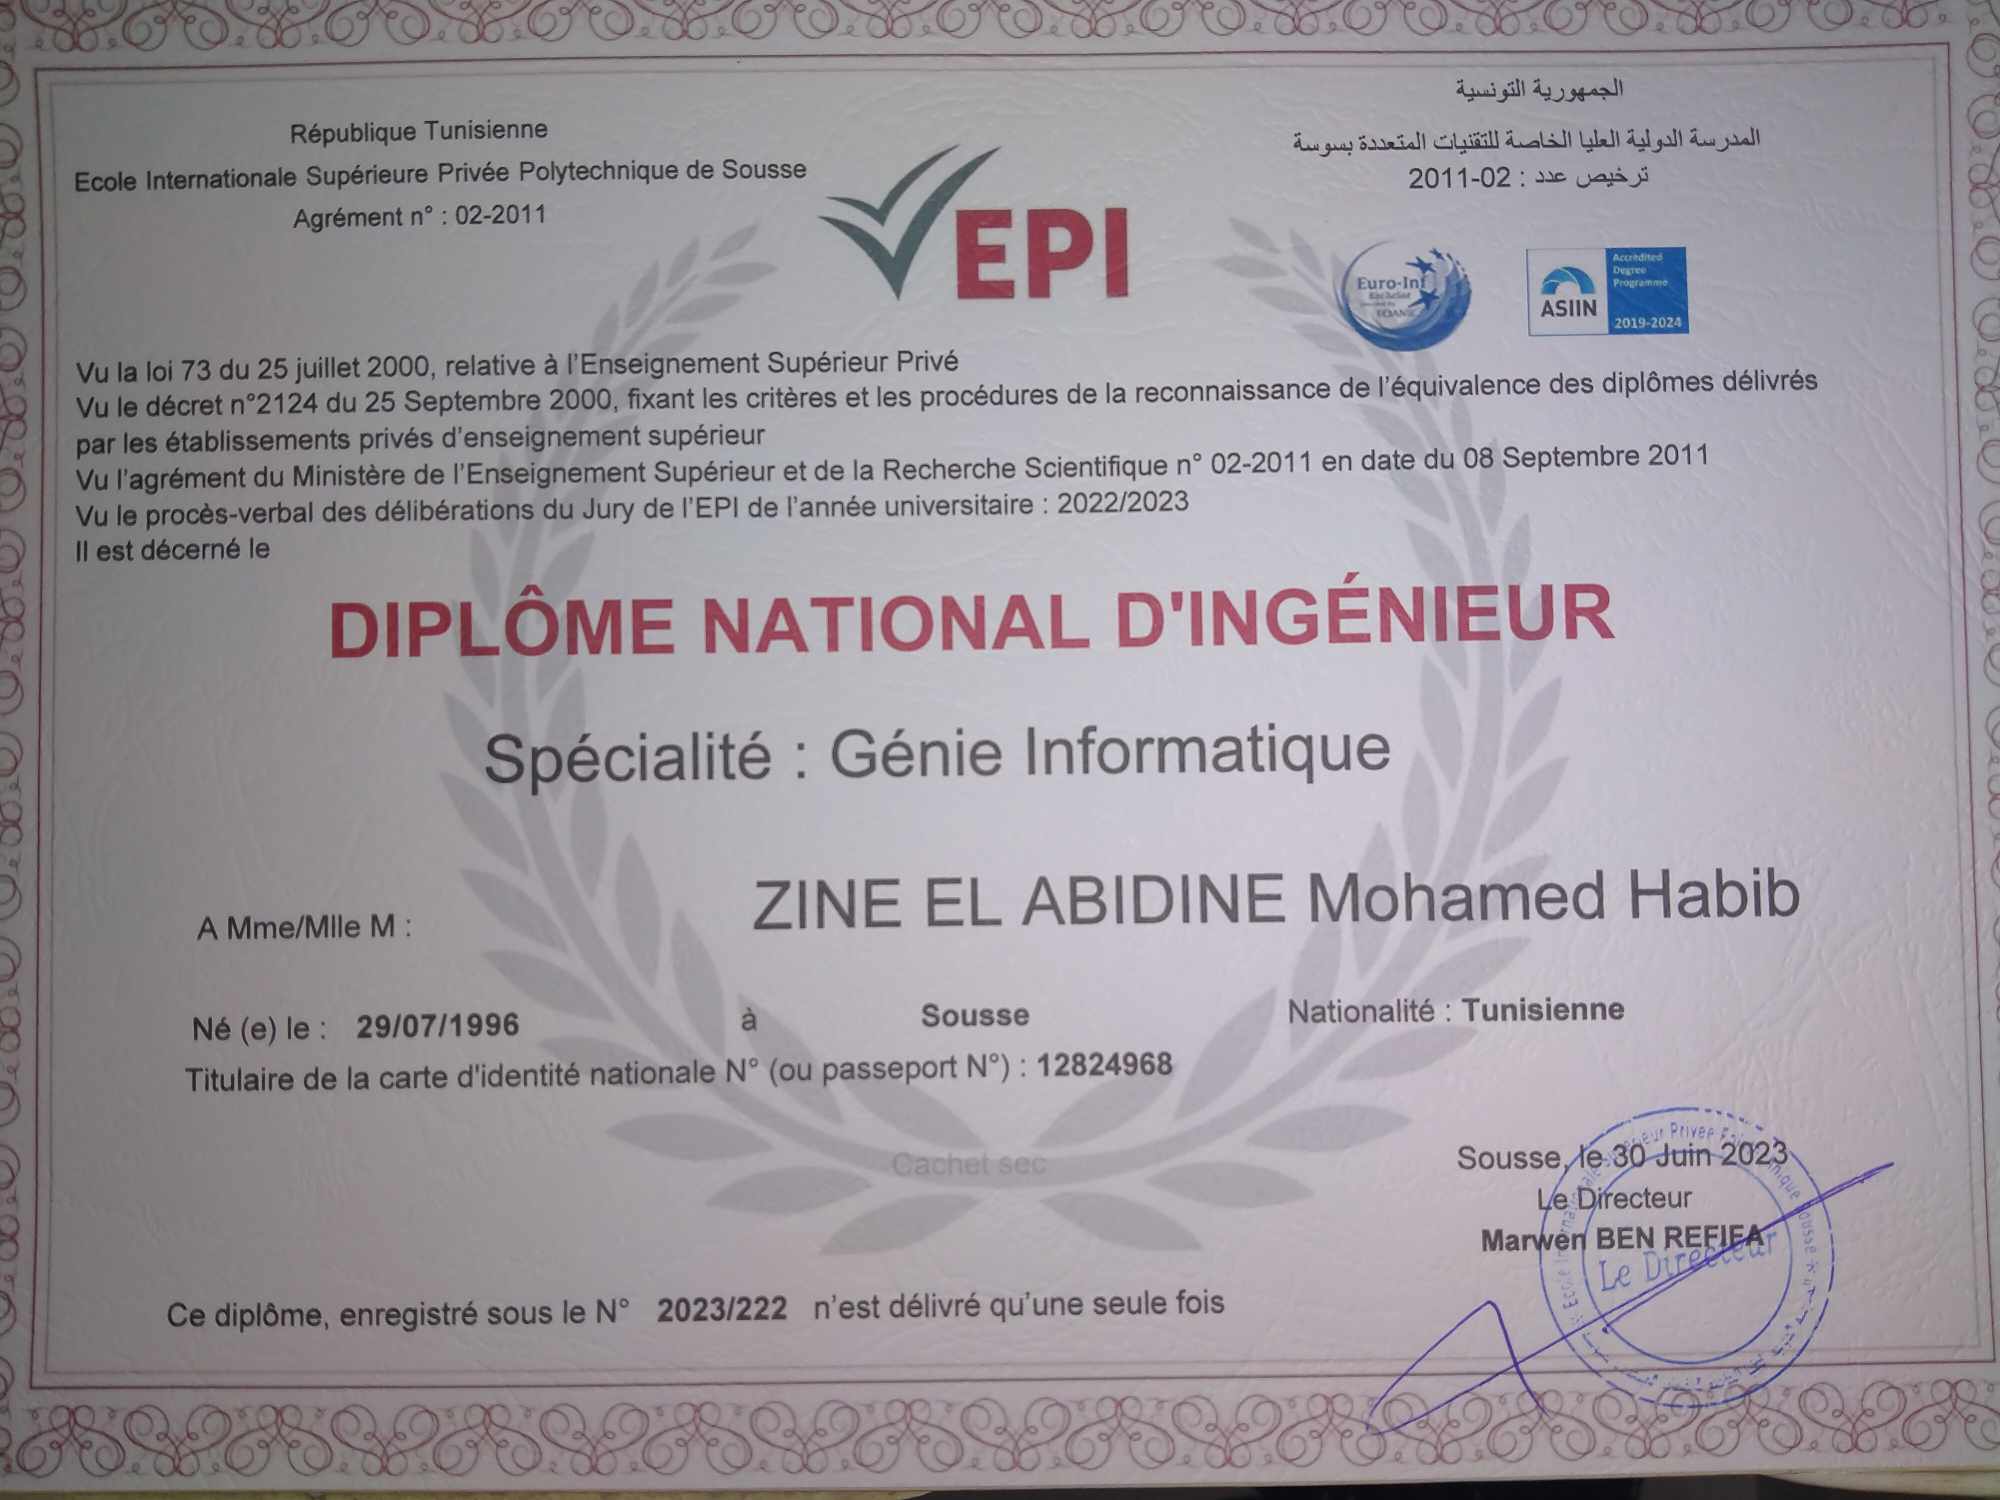 République Tunisienne
Ecole Internationale Supérieure Privée Polytechnique de Sousse
Agrément n° : 02-2011
EPI
الجمهورية التونسية
المدرسة الدولية العليا الخاصة للتقنيات المتعددة بسوسة
ترخيص عدد : 02-2011
Euro-Inf
Bachelor
ASIIN
Accredited
Degree
Programme
2019-2024
Vu la loi 73 du 25 juillet 2000, relative à l'Enseignement Supérieur Privé
Vu le décret n°2124 du 25 Septembre 2000, fixant les critères et les procédures de la reconnaissance de l'équivalence des diplômes délivrés
par les établissements privés d'enseignement supérieur
Vu l'agrément du Ministère de l'Enseignement Supérieur et de la Recherche Scientifique n° 02-2011 en date du 08 Septembre 2011
Vu le procès-verbal des délibérations du Jury de l'EPI de l'année universitaire : 2022/2023
Il est décerné le
DIPLÔME NATIONAL D'INGÉNIEUR
Spécialité : Génie Informatique
A Mme/Mlle M : ZINE EL ABIDINE Mohamed Habib
Né (e) le : 29/07/1996 à Sousse Nationalité : Tunisienne
Titulaire de la carte d'identité nationale N° (ou passeport N°) : 12824968
Cachet sec
Sousse, le 30 Juin 2023
Le Directeur
Marwen BEN REFIFA
Le Directeur
Ce diplôme, enregistré sous le N° 2023/222 n'est délivré qu'une seule fois